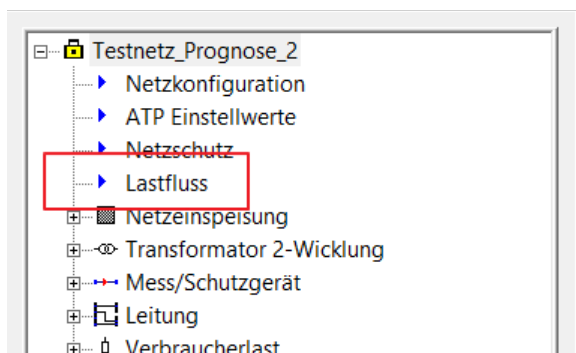 Testnetz_Prognose_2
Netzkonfiguration
ATP Einstellwerte
Netzschutz
Lastfluss
Netzeinspeisung
Transformator 2-Wicklung
Mess/Schutzgerät
Leitung
Verbraucherlast